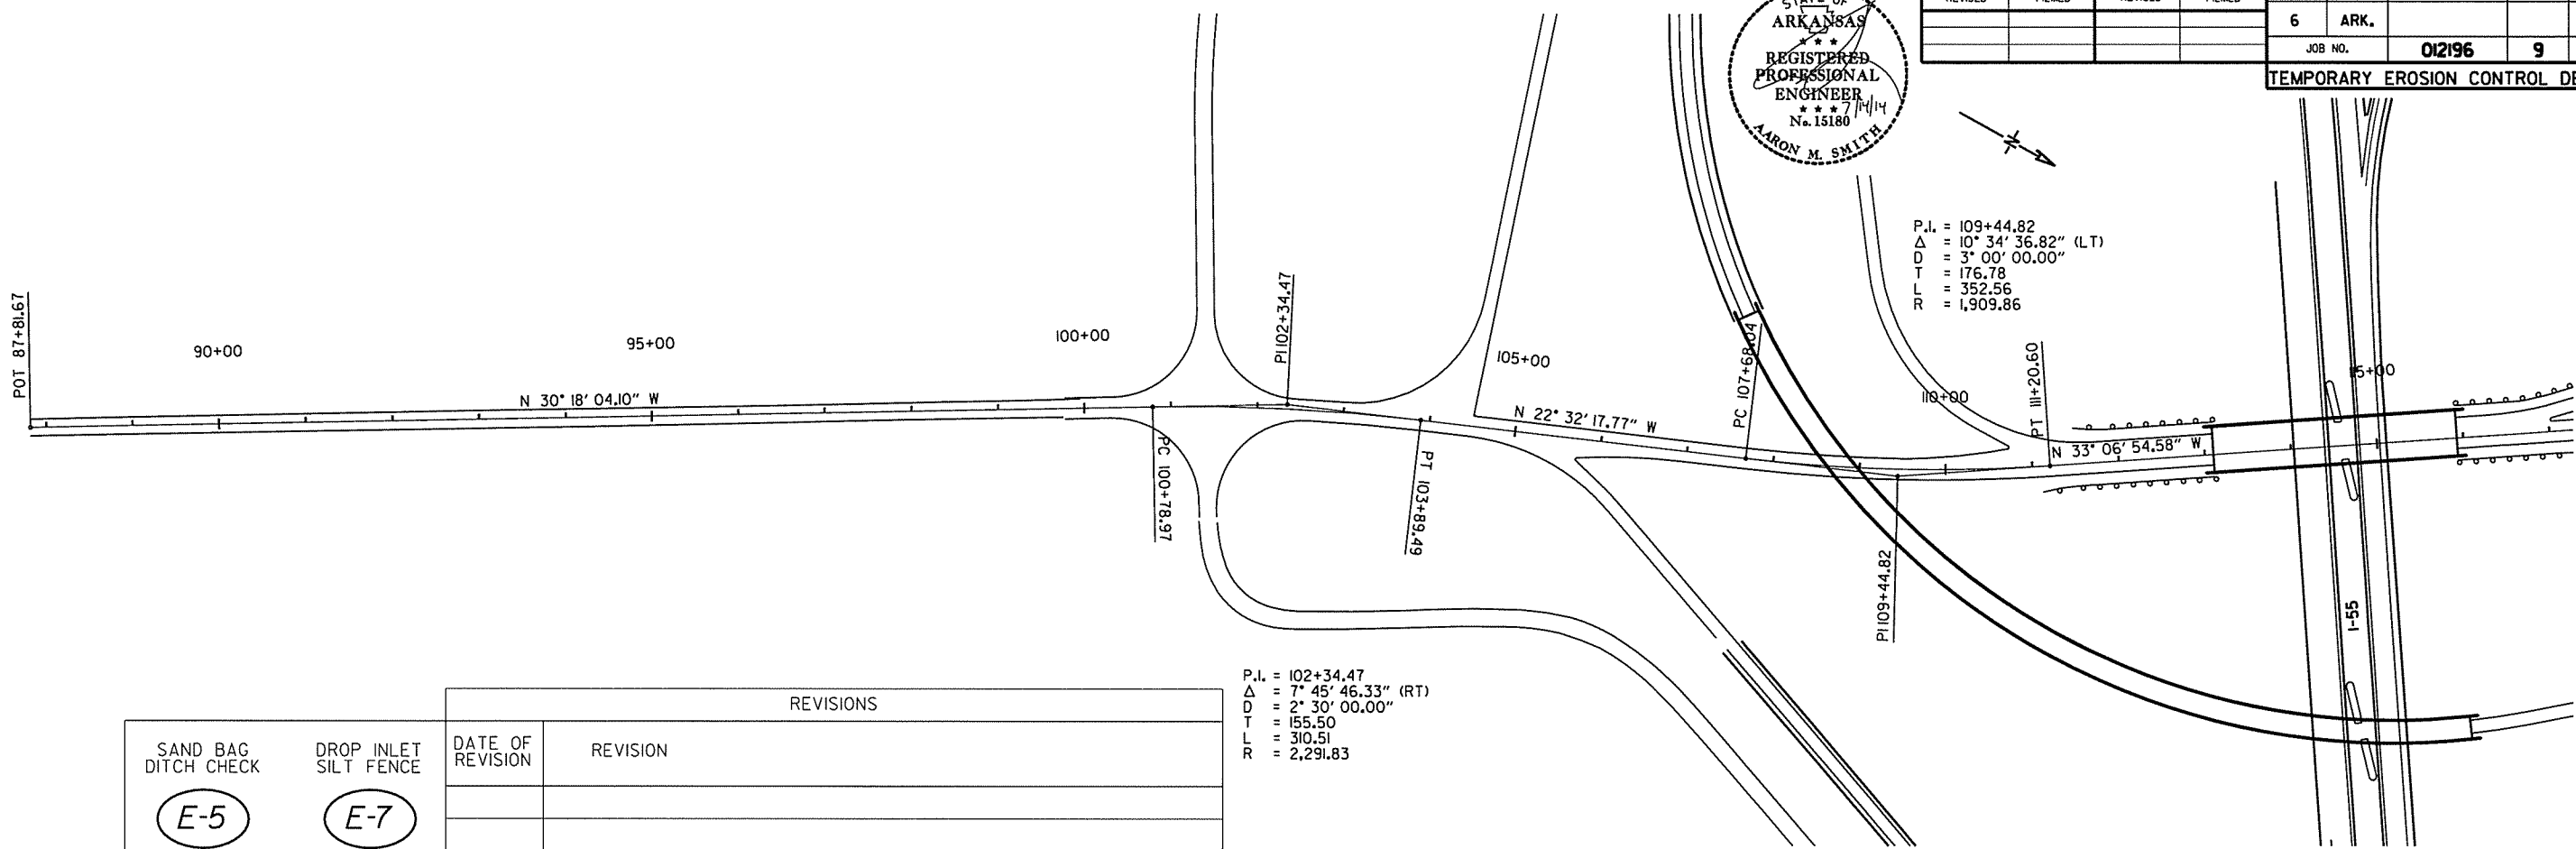 STATE OF
ARKANSAS
★ ★ ★
REGISTERED
PROFESSIONAL
ENGINEER
★ ★ ★
7/14/14
No. 15180
AARON M. SMITH
6 ARK.
JOB NO. 012196 9
TEMPORARY EROSION CONTROL DE
N
P.I. = 109+44.82
Δ = 10° 34' 36.82" (LT)
D = 3° 00' 00.00"
T = 176.78
L = 352.56
R = 1,909.86
POT 87+81.67
90+00
95+00
100+00
PI 102+34.47
105+00
PC 107+68.04
110+00
PT 111+20.60
15+00
N 30° 18' 04.10" W
N 22° 32' 17.77" W
N 33° 06' 54.58" W
PC 100+78.97
PT 103+89.49
PI 109+44.82
I-55
P.I. = 102+34.47
Δ = 7° 45' 46.33" (RT)
D = 2° 30' 00.00"
T = 155.50
L = 310.51
R = 2,291.83
REVISIONS
DATE OF
REVISION
REVISION
SAND BAG
DITCH CHECK
DROP INLET
SILT FENCE
E-5
E-7